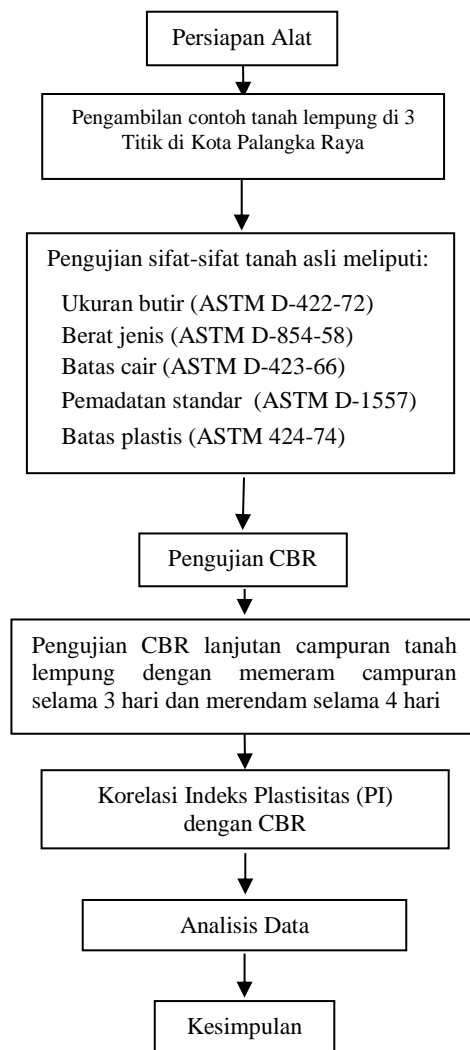 Persiapan Alat
Pengambilan contoh tanah lempung di 3
Titik di Kota Palangka Raya
Pengujian sifat-sifat tanah asli meliputi:
Ukuran butir (ASTM D-422-72)
Berat jenis (ASTM D-854-58)
Batas cair (ASTM D-423-66)
Pemadatan standar (ASTM D-1557)
Batas plastis (ASTM 424-74)
Pengujian CBR
Pengujian CBR lanjutan campuran tanah
lempung dengan memeram campuran
selama 3 hari dan merendam selama 4 hari
Korelasi Indeks Plastisitas (PI)
dengan CBR
Analisis Data
Kesimpulan